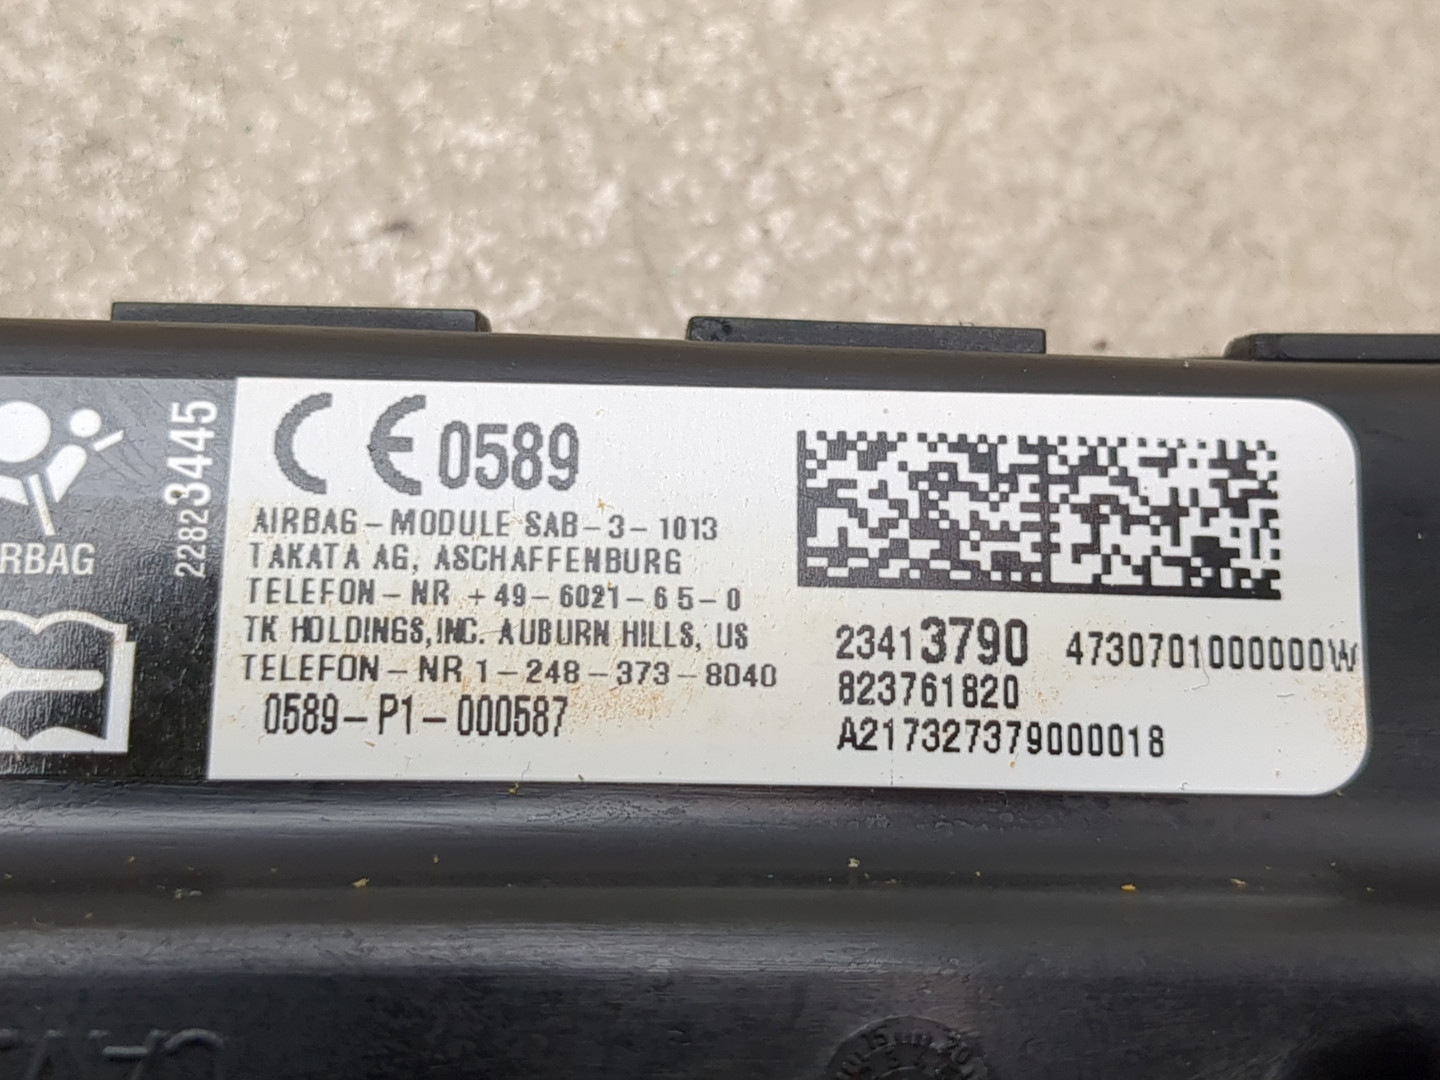 22823445
RBAG
CE 0589
AIRBAG-MODULE SAB-3-1013
TAKATA AG, ASCHAFFENBURG
TELEFON-NR +49-6021-65-0
TK HOLDINGS,INC. AUBURN HILLS, US
TELEFON-NR 1-248-373-8040
0589-P1-000587
23413790 4730701000000W
823761820
A217327379000018